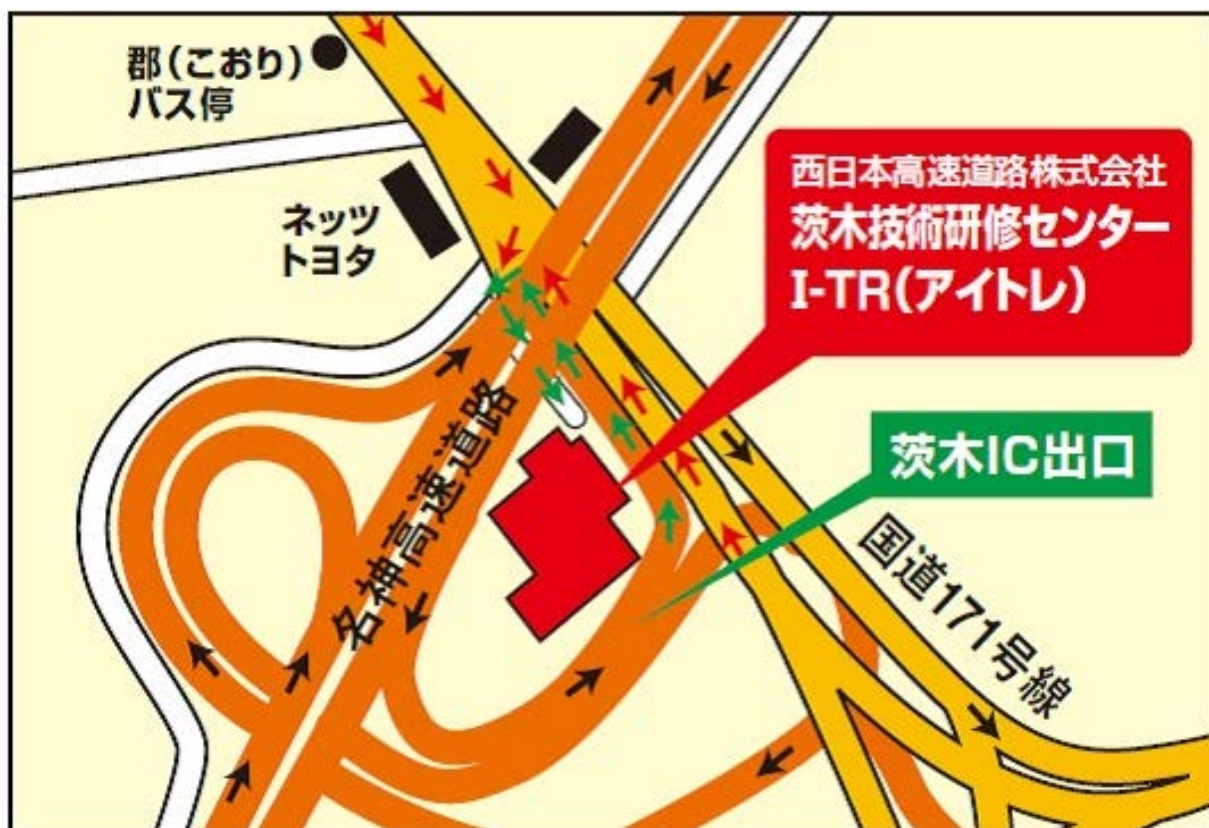 郡（こおり）
バス停
ネッツ
トヨタ
西日本高速道路株式会社
茨木技術研修センター
I-TR（アイトレ）
茨木IC出口
名神高速道路
国道171号線